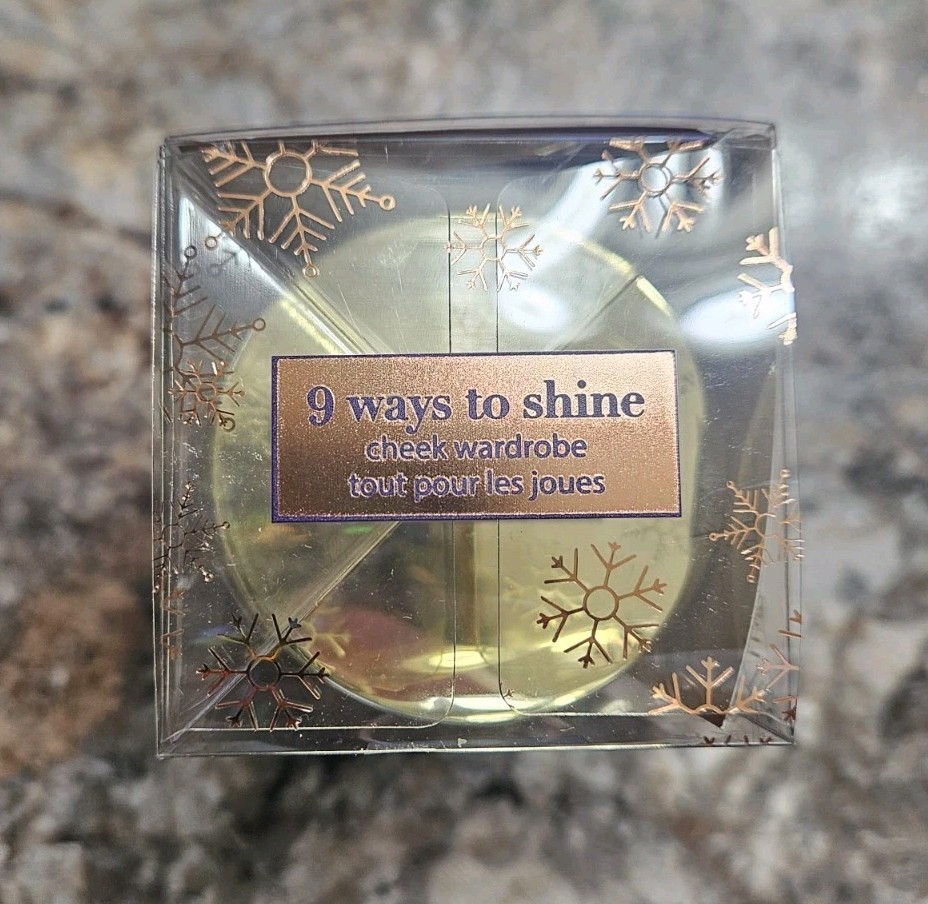 9 ways to shine
cheek wardrobe
tout pour les joues